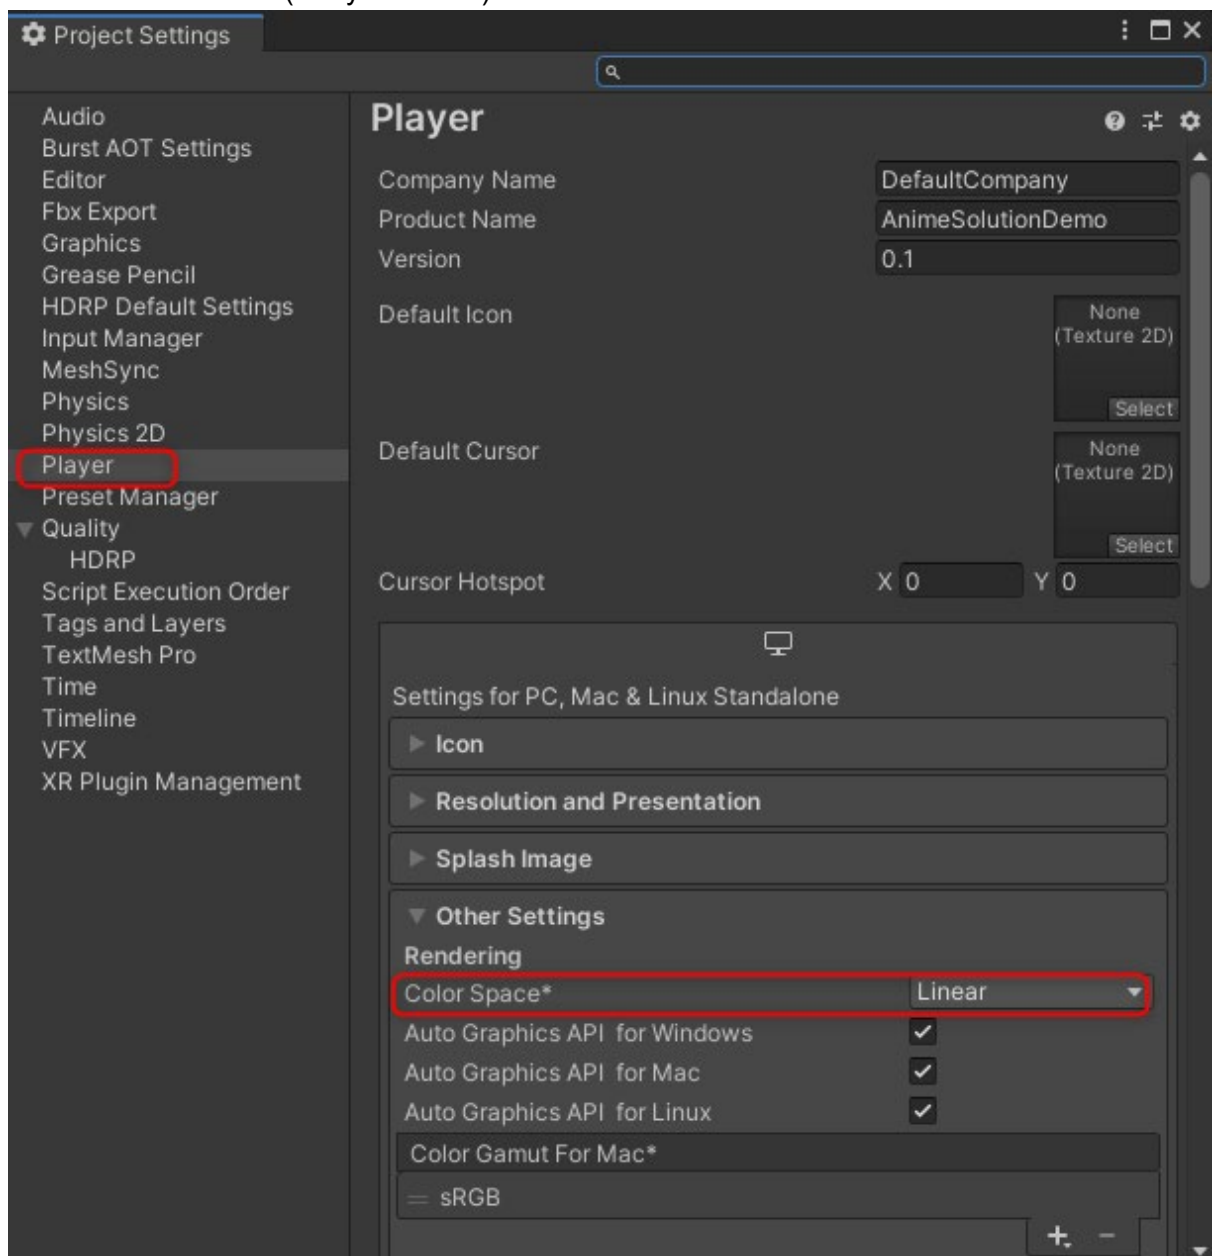 Project Settings
Audio
Burst AOT Settings
Editor
Fbx Export
Graphics
Grease Pencil
HDRP Default Settings
Input Manager
MeshSync
Physics
Physics 2D
Player
Preset Manager
Quality
HDRP
Script Execution Order
Tags and Layers
TextMesh Pro
Time
Timeline
VFX
XR Plugin Management
Player
Company Name DefaultCompany
Product Name AnimeSolutionDemo
Version 0.1
Default Icon
None
(Texture 2D)
Select
Default Cursor
None
(Texture 2D)
Select
Cursor Hotspot X 0 Y 0
Settings for PC, Mac & Linux Standalone
Icon
Resolution and Presentation
Splash Image
Other Settings
Rendering
Color Space* Linear
Auto Graphics API for Windows
Auto Graphics API for Mac
Auto Graphics API for Linux
Color Gamut For Mac*
= sRGB